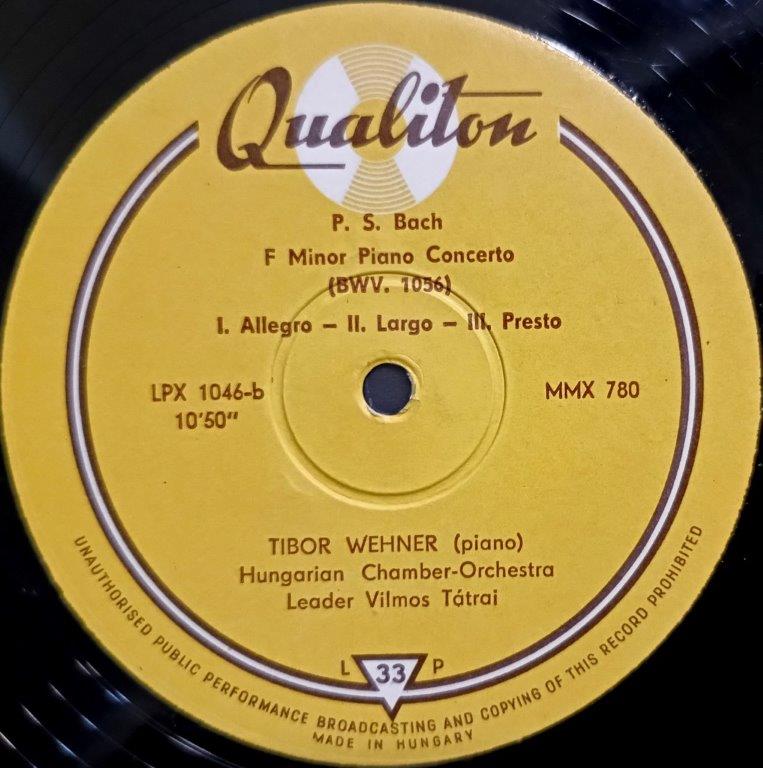 Qualiton
P. S. Bach
F Minor Piano Concerto
(BWV. 1056)
I. Allegro – II. Largo – III. Presto
LPX 1046-b
10'50"
MMX 780
TIBOR WEHNER (piano)
Hungarian Chamber-Orchestra
Leader Vilmos Tátrai
L 33 P
UNAUTHORISED PUBLIC PERFORMANCE BROADCASTING AND COPYING OF THIS RECORD PROHIBITED
MADE IN HUNGARY